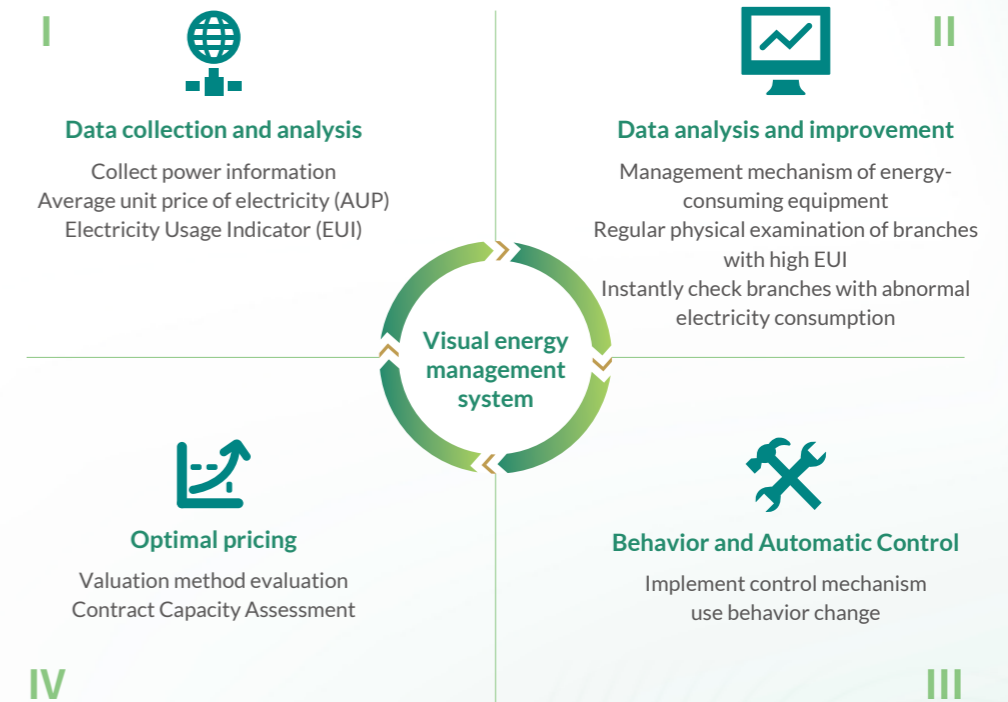 I
Data collection and analysis
Collect power information
Average unit price of electricity (AUP)
Electricity Usage Indicator (EUI)
II
Data analysis and improvement
Management mechanism of energy-
consuming equipment
Regular physical examination of branches
with high EUI
Instantly check branches with abnormal
electricity consumption
Visual energy
management
system
Behavior and Automatic Control
Implement control mechanism
use behavior change
III
Optimal pricing
Valuation method evaluation
Contract Capacity Assessment
IV